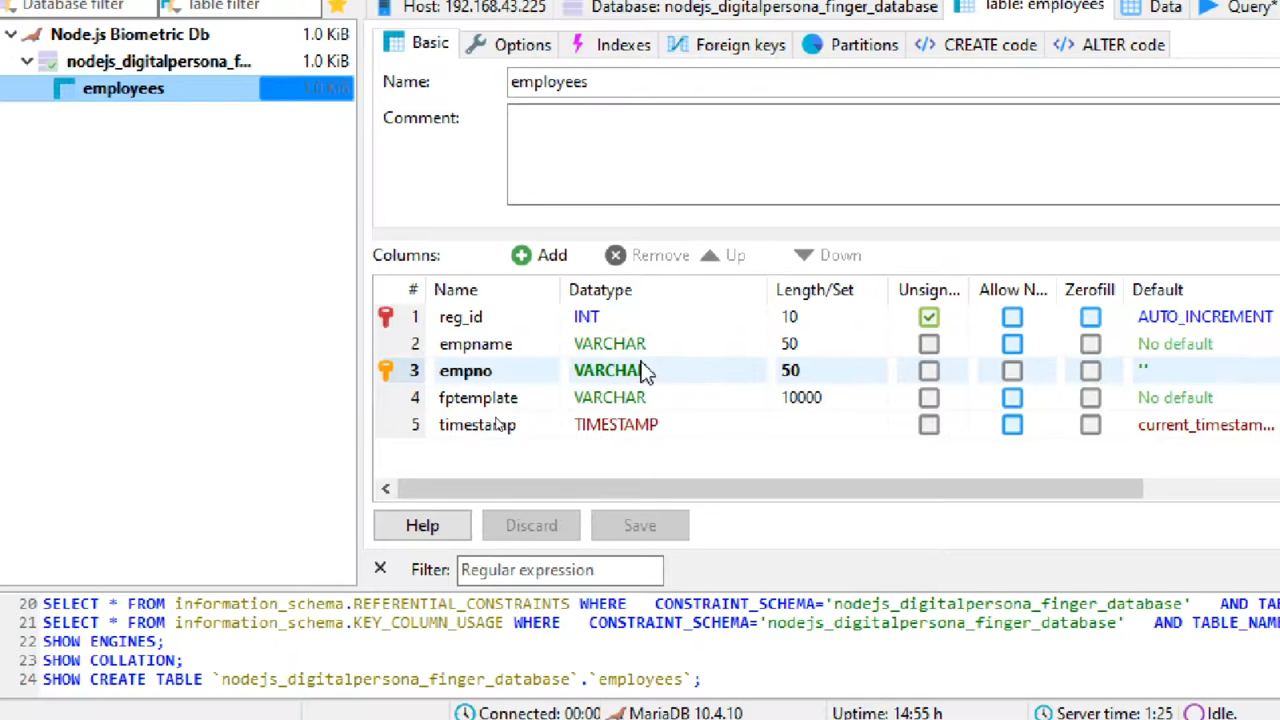 Database filter Table filter Host: 192.168.43.225 Database: nodejs_digitalpersona_finger_database Table: employees Data Query*
Node.js Biometric Db 1.0 KiB
nodejs_digitalpersona_f... 1.0 KiB
employees 1.0 KiB
Basic Options Indexes Foreign keys Partitions CREATE code ALTER code
Name: employees
Comment:
Columns: Add Remove Up Down
# Name Datatype Length/Set Unsign... Allow N... Zerofill Default
1 reg_id INT 10 AUTO_INCREMENT
2 empname VARCHAR 50 No default
3 empno VARCHAR 50 ''
4 fptemplate VARCHAR 10000 No default
5 timestamp TIMESTAMP current_timestam...
Help Discard Save
Filter: Regular expression
20 SELECT * FROM information_schema.REFERENTIAL_CONSTRAINTS WHERE CONSTRAINT_SCHEMA='nodejs_digitalpersona_finger_database' AND TA
21 SELECT * FROM information_schema.KEY_COLUMN_USAGE WHERE CONSTRAINT_SCHEMA='nodejs_digitalpersona_finger_database' AND TABLE_NAM
22 SHOW ENGINES;
23 SHOW COLLATION;
24 SHOW CREATE TABLE `nodejs_digitalpersona_finger_database`.`employees`;
Connected: 00:00 MariaDB 10.4.10 Uptime: 14:55 h Server time: 1:25 Idle.